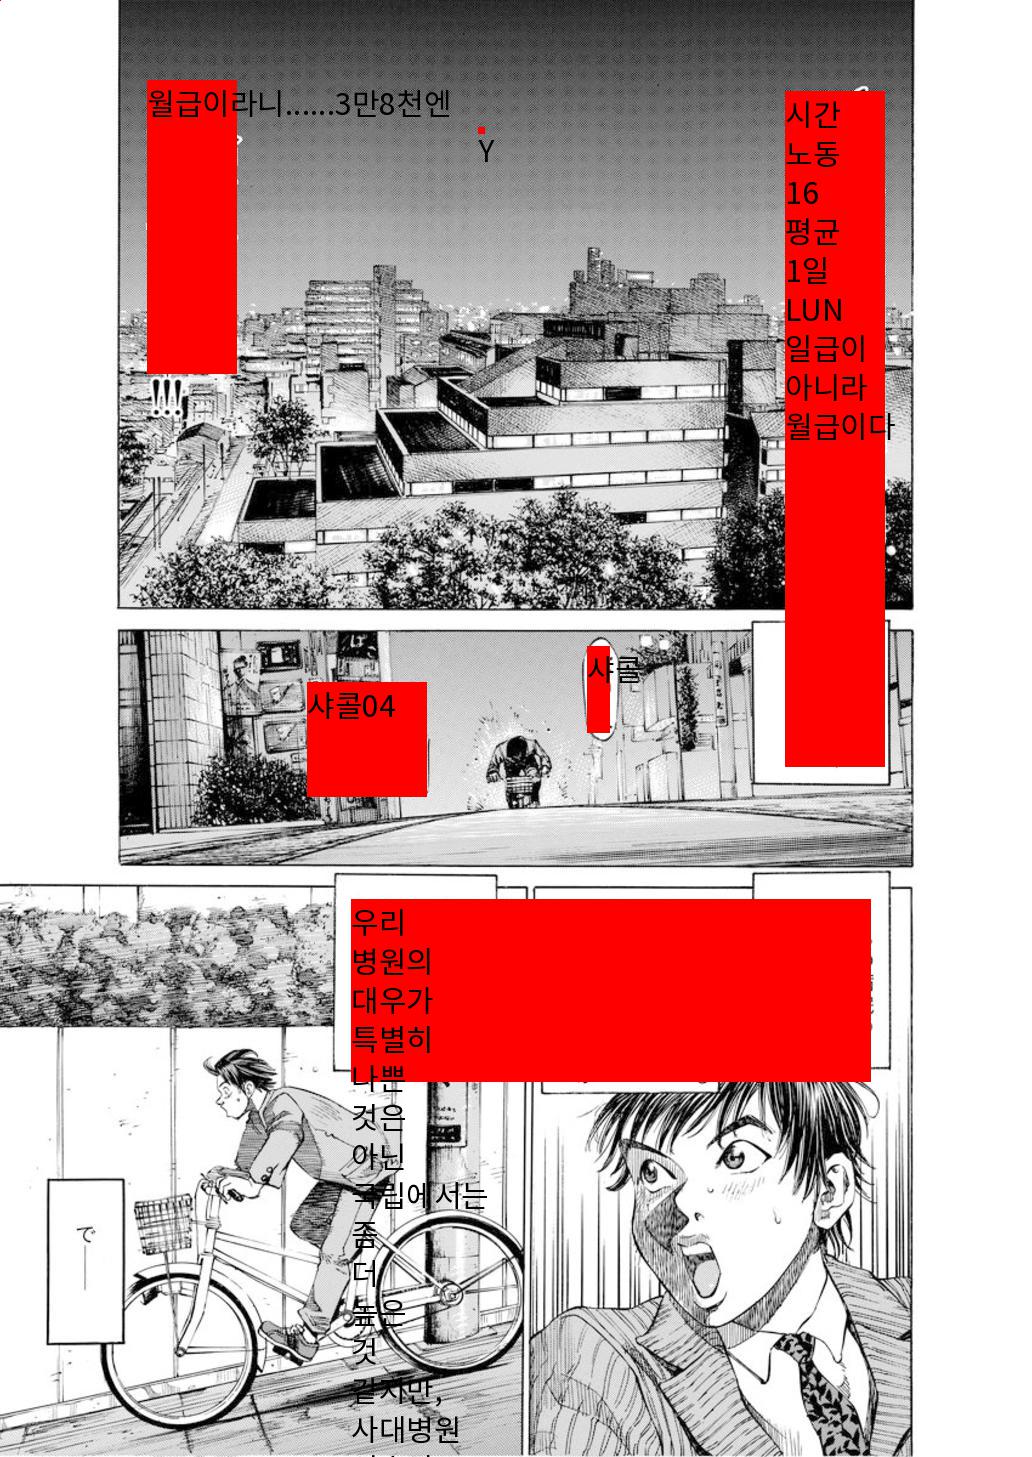 월급이라니......3만8천엔
Y
시간
노동
16
평균
1일
LUN
일급이
아니라
월급이다
샤콜
샤콜04
우리
병원의
대우가
특별히
나쁜
것은
아닌
국립에서는
좀
더
높은
것
같지만,
사대병원
で――